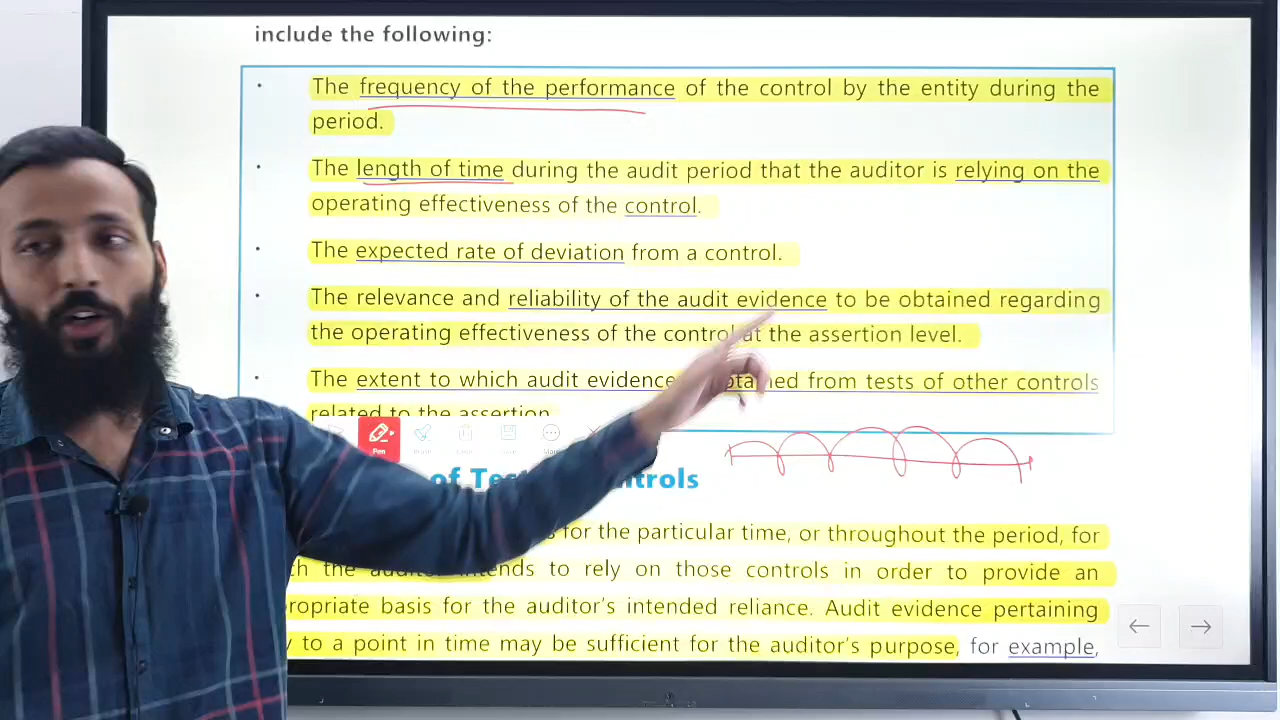 include the following:
· The frequency of the performance of the control by the entity during the
period.
· The length of time during the audit period that the auditor is relying on the
operating effectiveness of the control.
· The expected rate of deviation from a control.
· The relevance and reliability of the audit evidence to be obtained regarding
the operating effectiveness of the control at the assertion level.
· The extent to which audit evidence from tests of other controls
related to the assertion
Pen
of
for the particular time, or throughout the period, for
the intends to rely on those controls in order to provide an
basis for the auditor's intended reliance. Audit evidence pertaining
to a point in time may be sufficient for the auditor's purpose, for example,